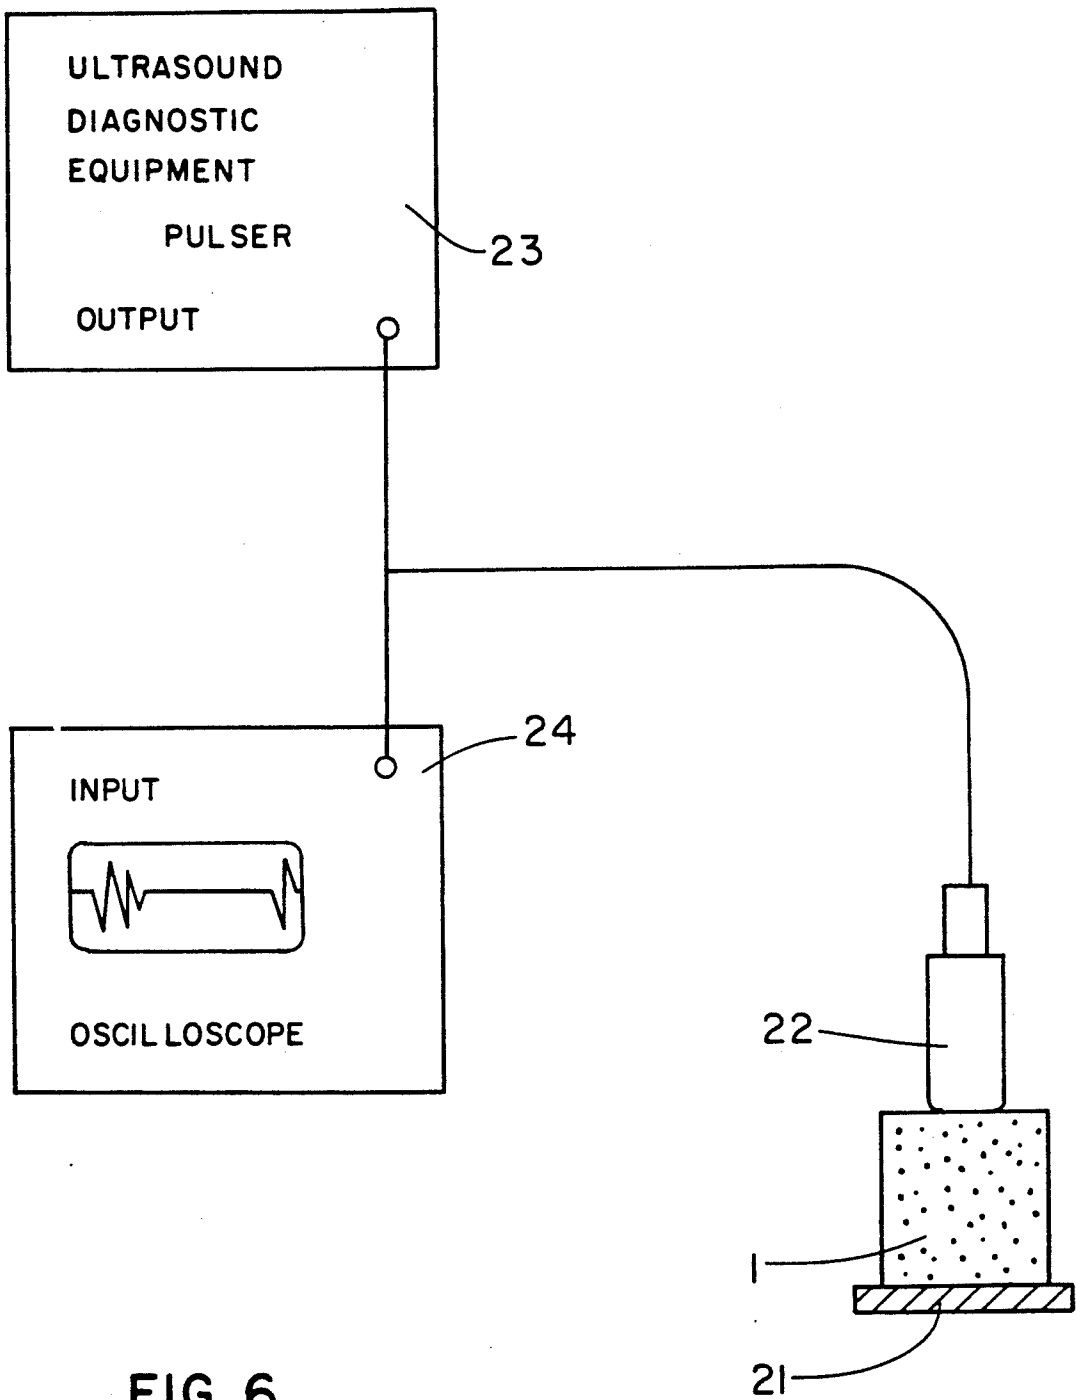 ULTRASOUND
DIAGNOSTIC
EQUIPMENT
PULSER
23
OUTPUT
24
INPUT
OSCILLOSCOPE
22
1
21
FIG 6